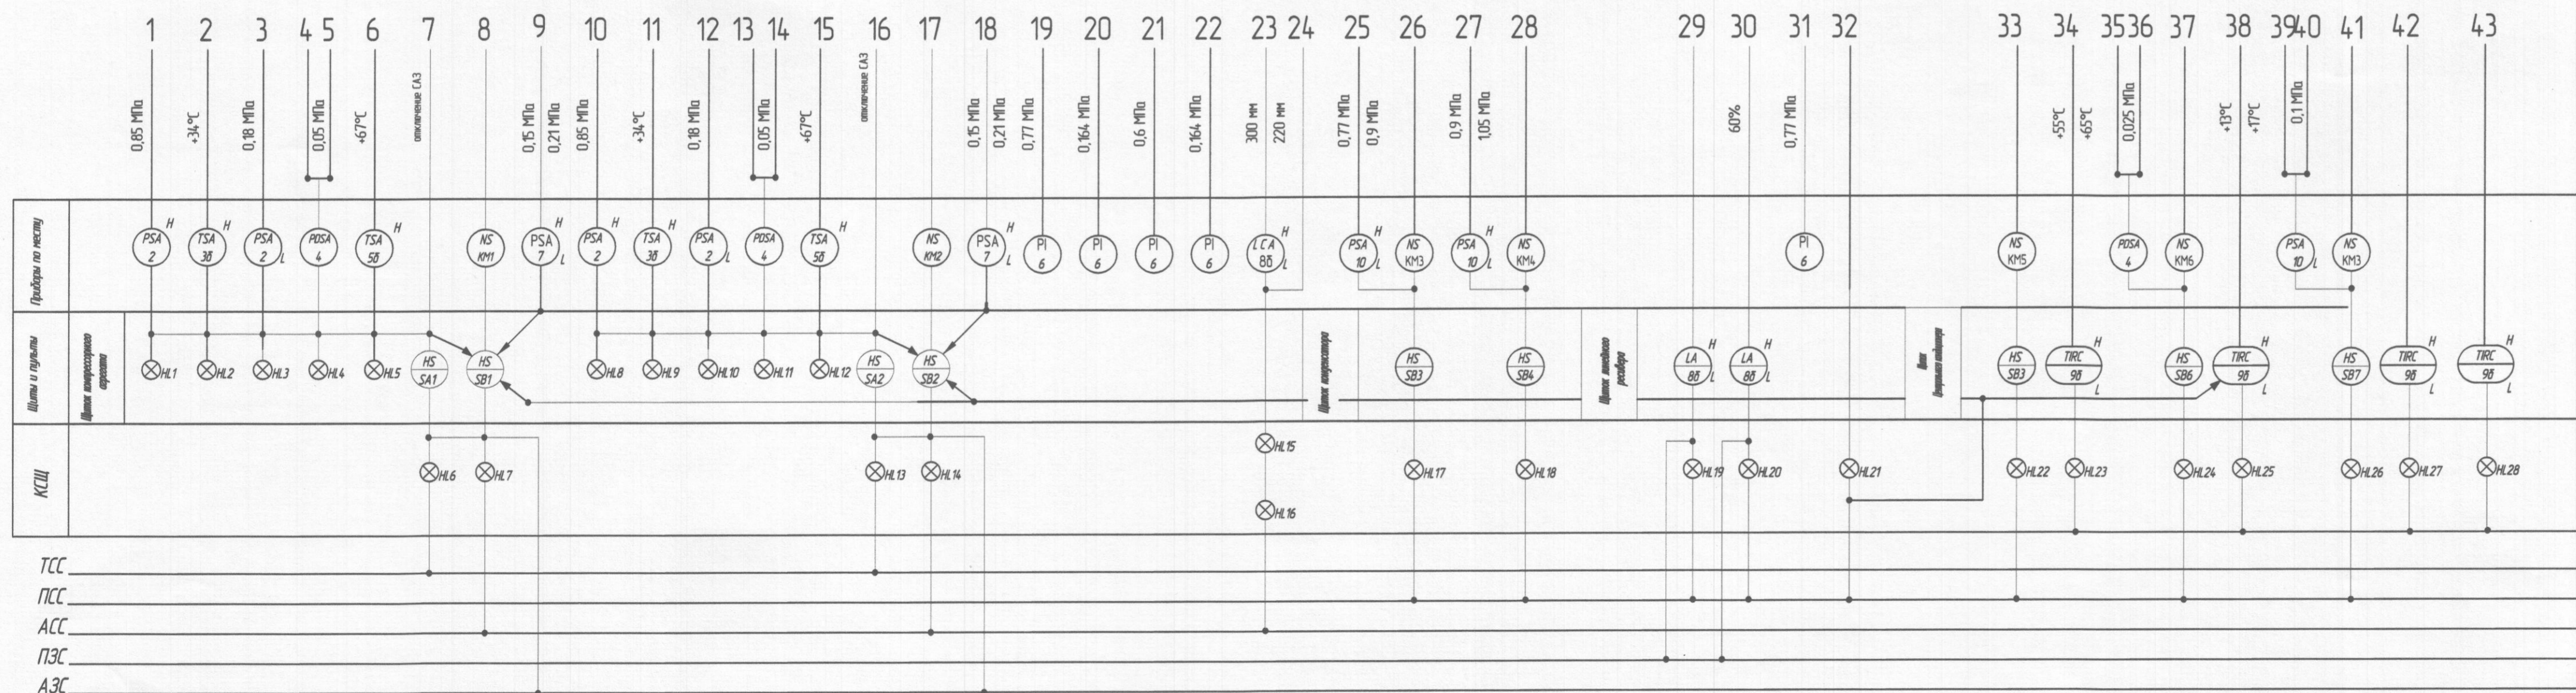 1 2 3 4 5 6 7 8 9 10 11 12 13 14 15 16 17 18 19 20 21 22 23 24 25 26 27 28 29 30 31 32 33 34 35 36 37 38 39 40 41 42 43
0,85 МПа
+34°C
0,18 МПа
0,05 МПа
+67°C
отключение САЗ
0,15 МПа
0,21 МПа
0,85 МПа
+34°C
0,18 МПа
0,05 МПа
+67°C
отключение САЗ
0,15 МПа
0,21 МПа
0,77 МПа
0,164 МПа
0,6 МПа
0,164 МПа
300 мм
220 мм
0,77 МПа
0,9 МПа
0,9 МПа
1,05 МПа
60%
0,77 МПа
+55°C
+65°C
0,025 МПа
+13°C
+17°C
0,1 МПа
Приборы по месту
PSA 2 H
TSA 3б H
PSA 2 L
PDSA 4
TSA 5б H
NS KM1
PSA 7 H L
PSA 2 H
TSA 3б H
PSA 2 L
PDSA 4
TSA 5б H
NS KM2
PSA 7 H L
PI 6
PI 6
PI 6
PI 6
LCA 8б H L
PSA 10 H L
NS KM3
PSA 10 H L
NS KM4
PI 6
NS KM5
PDSA 4
NS KM6
PSA 10 L
NS KM3
Щиты и пульты
Щиток компрессорного агрегата
HL1
HL2
HL3
HL4
HL5
HS SA1
HS SB1
HL8
HL9
HL10
HL11
HL12
HS SA2
HS SB2
Щиток конденсатора
HS SB3
HS SB4
Щиток линейного ресивера
LA 8б H L
LA 8б H L
HS SB3
TIRC 9б H L
HS SB6
TIRC 9б H L
HS SB7
TIRC 9б H L
TIRC 9б H L
КСЩ
HL6
HL7
HL13
HL14
HL15
HL16
HL17
HL18
HL19
HL20
HL21
HL22
HL23
HL24
HL25
HL26
HL27
HL28
ТСС
ПСС
АСС
ПЗС
АЗС